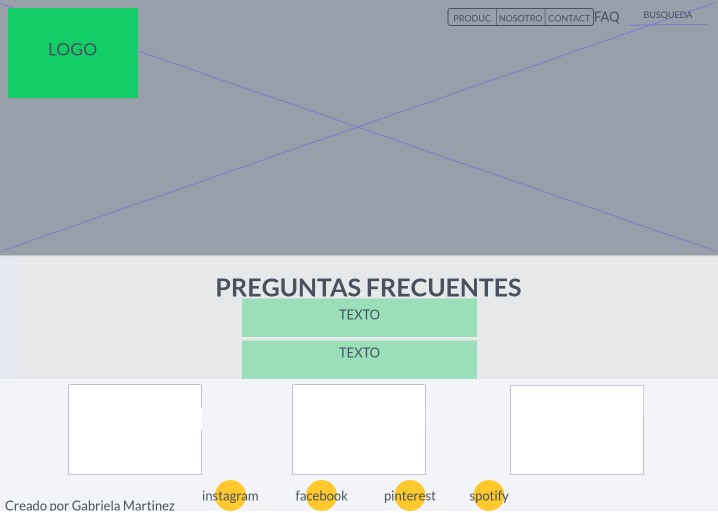 LOGO
PRODUC NOSOTRO CONTACT FAQ BUSQUEDA
PREGUNTAS FRECUENTES
TEXTO
TEXTO
instagram facebook pinterest spotify
Creado por Gabriela Martinez